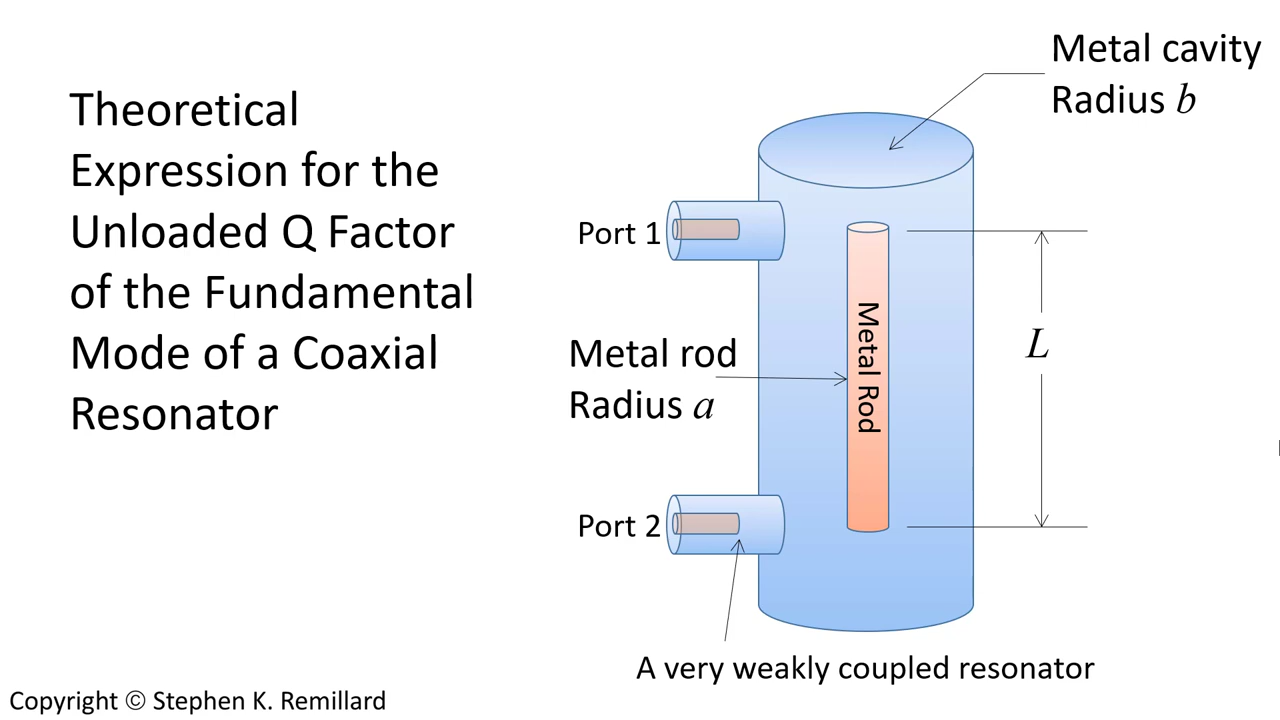 Theoretical
Expression for the
Unloaded Q Factor
of the Fundamental
Mode of a Coaxial
Resonator
Metal cavity
Radius b
Port 1
Metal Rod
L
Metal rod
Radius a
Port 2
A very weakly coupled resonator
Copyright © Stephen K. Remillard